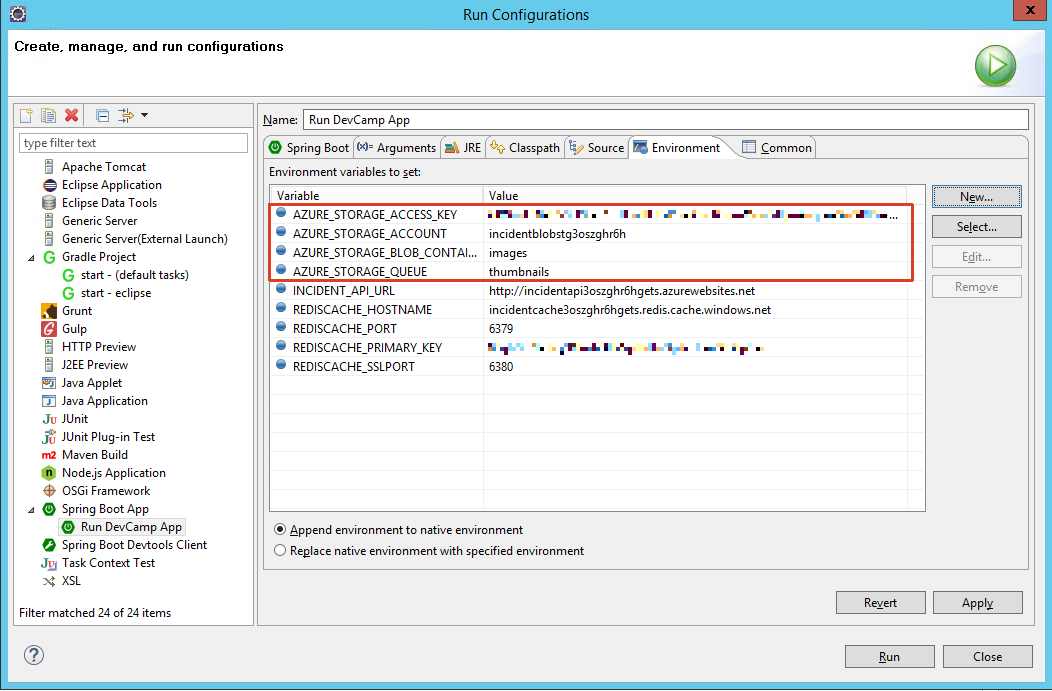 Run Configurations
x
Create, manage, and run configurations
type filter text
Apache Tomcat
Eclipse Application
Eclipse Data Tools
Generic Server
Generic Server(External Launch)
Gradle Project
start - (default tasks)
start - eclipse
Grunt
Gulp
HTTP Preview
J2EE Preview
Java Applet
Java Application
JUnit
JUnit Plug-in Test
Maven Build
Node.js Application
OSGi Framework
Spring Boot App
Run DevCamp App
Spring Boot Devtools Client
Task Context Test
XSL
Filter matched 24 of 24 items
Name: Run DevCamp App
Spring Boot (x)= Arguments JRE Classpath Source Environment Common
Environment variables to set:
Variable Value
AZURE_STORAGE_ACCESS_KEY ...
AZURE_STORAGE_ACCOUNT incidentblobstg3oszghr6h
AZURE_STORAGE_BLOB_CONTAI... images
AZURE_STORAGE_QUEUE thumbnails
INCIDENT_API_URL http://incidentapi3oszghr6hgets.azurewebsites.net
REDISCACHE_HOSTNAME incidentcache3oszghr6hgets.redis.cache.windows.net
REDISCACHE_PORT 6379
REDISCACHE_PRIMARY_KEY
REDISCACHE_SSLPORT 6380
New...
Select...
Edit...
Remove
Append environment to native environment
Replace native environment with specified environment
Revert Apply
? Run Close